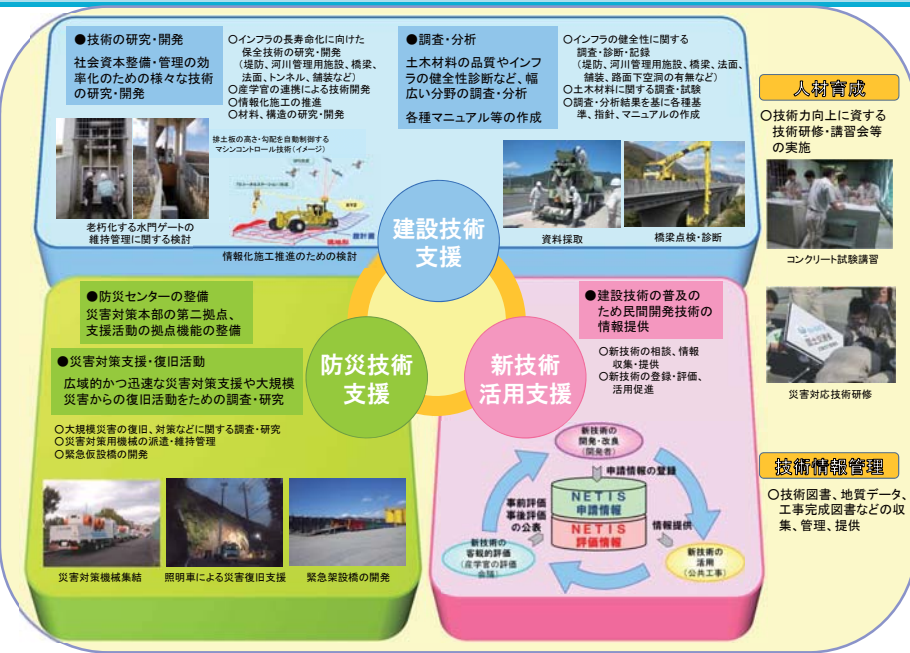 ●技術の研究・開発
社会資本整備・管理の効
率化のための様々な技術
の研究・開発
○インフラの長寿命化に向けた
保全技術の研究・開発
(堤防、河川管理用施設、橋梁、
法面、トンネル、舗装など)
○産学官の連携による技術開発
○情報化施工の推進
○材料、構造の研究・開発
老朽化する水門ゲートの
維持管理に関する検討
排土板の高さ・勾配を自動制御する
マシンコントロール技術(イメージ)
設計面
現地形
情報化施工推進のための検討
●調査・分析
土木材料の品質やインフ
ラの健全性診断など、幅
広い分野の調査・分析
各種マニュアル等の作成
○インフラの健全性に関する
調査・診断・記録
(堤防、河川管理用施設、橋梁、法面、
舗装、路面下空洞の有無など)
○土木材料に関する調査・試験
○調査・分析結果を基に各種基
準、指針、マニュアルの作成
資料採取
橋梁点検・診断
建設技術
支援
防災技術
支援
新技術
活用支援
●防災センターの整備
災害対策本部の第二拠点、
支援活動の拠点機能の整備
●災害対策支援・復旧活動
広域的かつ迅速な災害対策支援や大規模
災害からの復旧活動をための調査・研究
○大規模災害の復旧、対策などに関する調査・研究
○災害対策用機械の派遣・維持管理
○緊急仮設橋の開発
災害対策機械集結
照明車による災害復旧支援
緊急架設橋の開発
●建設技術の普及の
ため民間開発技術の
情報提供
○新技術の相談、情報
収集・提供
○新技術の登録・評価、
活用促進
新技術の
開発・改良
(開発者)
申請情報の登録
NETIS
申請情報
NETIS
評価情報
事前評価
事後評価
の公表
情報提供
新技術の
客観的評価
(産学官の評価
会議)
新技術の
活用
(公共工事)
人材育成
○技術力向上に資する
技術研修・講習会等
の実施
コンクリート試験講習
災害対応技術研修
技術情報管理
○技術図書、地質データ、
工事完成図書などの収
集、管理、提供